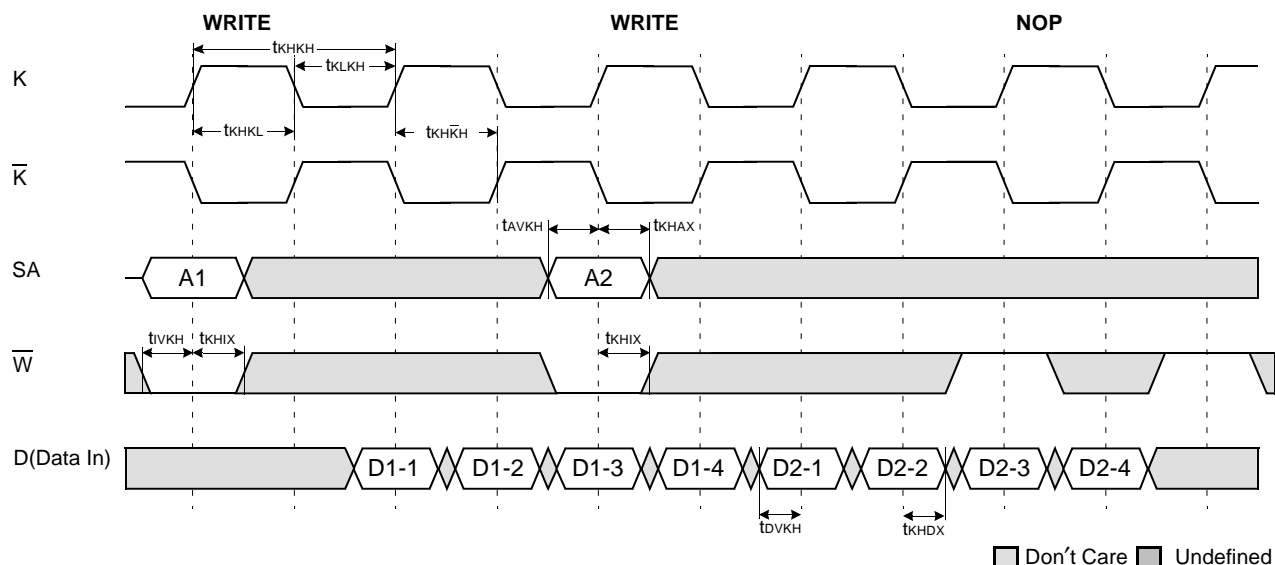 WRITE WRITE NOP
tKHKH
tKLKH
K
tKHKL tKHK̅H
K̅
tAVKH tKHAX
SA A1 A2
tIVKH tKHIX tKHIX
W̅
D(Data In) D1-1 D1-2 D1-3 D1-4 D2-1 D2-2 D2-3 D2-4
tDVKH tKHDX
Don′t Care Undefined